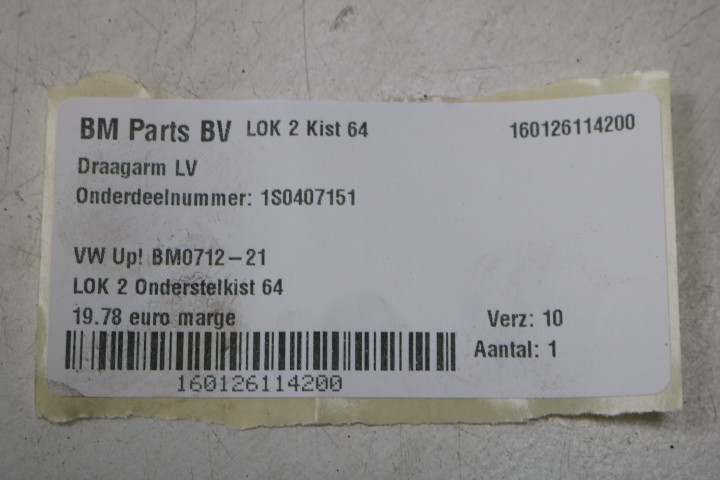 BM Parts BV LOK 2 Kist 64 160126114200
Draagarm LV
Onderdeelnummer: 1S0407151
VW Up! BM0712-21
LOK 2 Onderstelkist 64
19.78 euro marge Verz: 10
Aantal: 1
160126114200